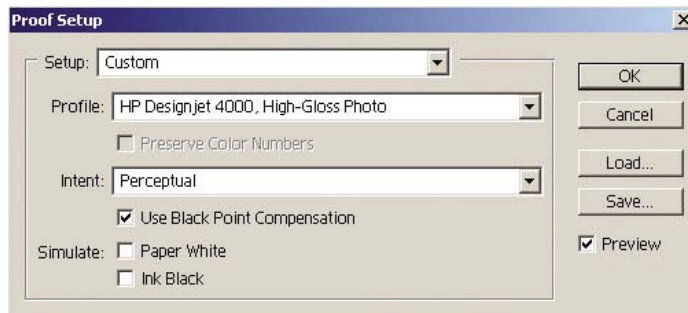 Proof Setup
Setup: Custom
OK
Profile: HP Designjet 4000, High-Gloss Photo
Cancel
Preserve Color Numbers
Load...
Intent: Perceptual
Save...
Use Black Point Compensation
Preview
Simulate: Paper White
Ink Black